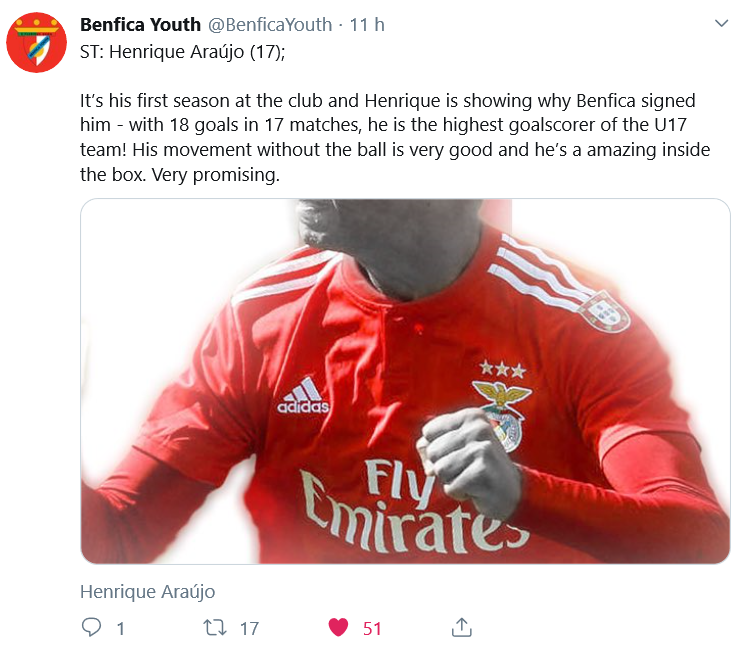 Benfica Youth @BenficaYouth · 11 h
ST: Henrique Araújo (17);
It's his first season at the club and Henrique is showing why Benfica signed
him - with 18 goals in 17 matches, he is the highest goalscorer of the U17
team! His movement without the ball is very good and he's a amazing inside
the box. Very promising.
adidas
Fly
Emirates
Henrique Araújo
1 17 51